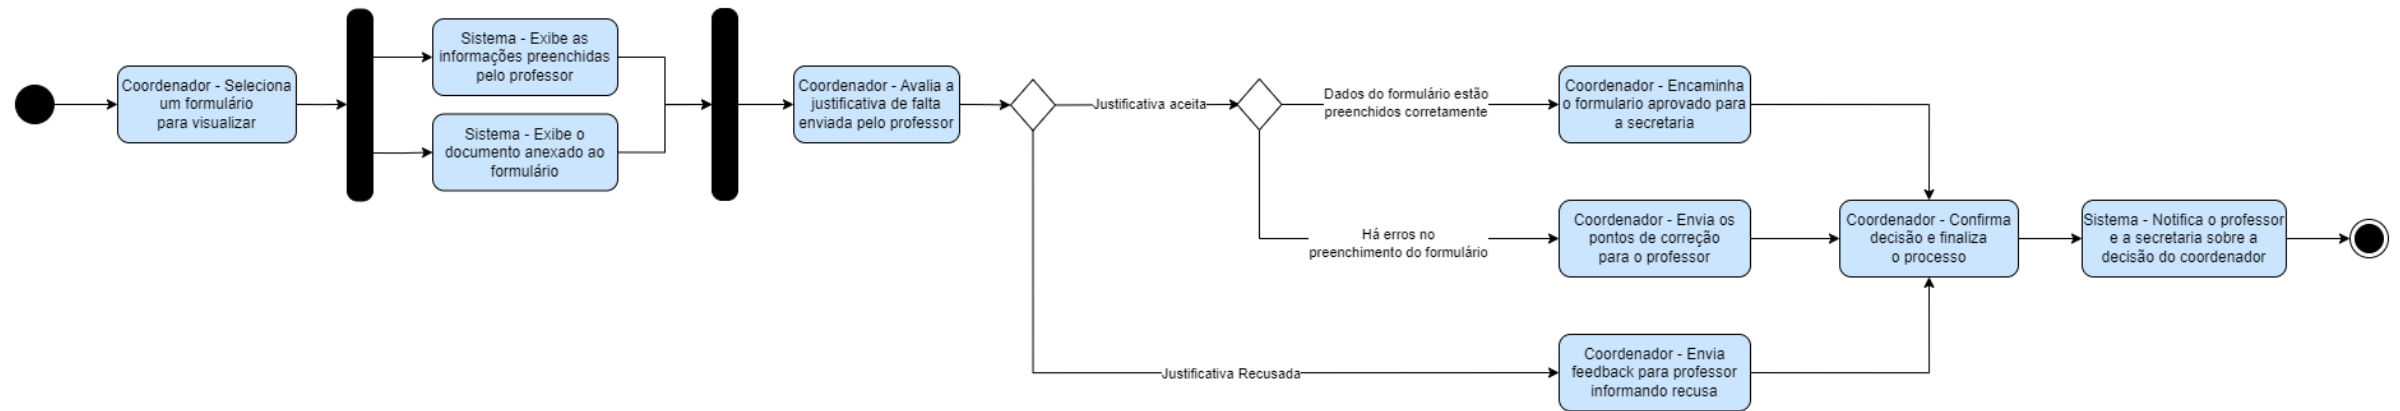 Coordenador - Seleciona
um formulário
para visualizar
Sistema - Exibe as
informações preenchidas
pelo professor
Sistema - Exibe o
documento anexado ao
formulário
Coordenador - Avalia a
justificativa de falta
enviada pelo professor
Justificativa aceita
Dados do formulário estão
preenchidos corretamente
Coordenador - Encaminha
o formulario aprovado para
a secretaria
Há erros no
preenchimento do formulário
Coordenador - Envia os
pontos de correção
para o professor
Justificativa Recusada
Coordenador - Envia
feedback para professor
informando recusa
Coordenador - Confirma
decisão e finaliza
o processo
Sistema - Notifica o professor
e a secretaria sobre a
decisão do coordenador